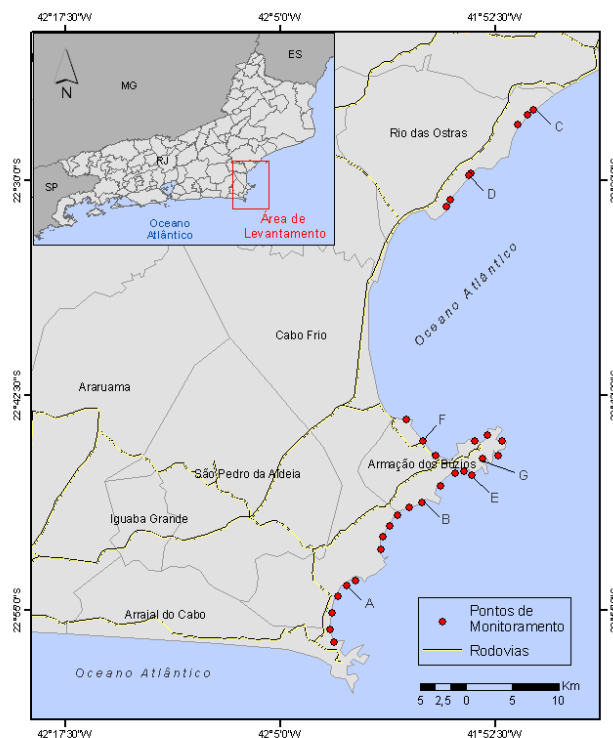 42°17'30"W
42°5'0"W
41°52'30"W
ES
MG
N
RJ
SP
Oceano
Atlântico
Área de
Levantamento
Rio das Ostras
C
D
Oceano Atlântico
Cabo Frio
Araruama
F
Armação dos Búzios
G
São Pedro da Aldeia
E
B
Iguaba Grande
A
Arraial do Cabo
Oceano Atlântico
Pontos de
Monitoramento
Rodovias
Km
5 2,5 0 5 10
22°30'0"S
22°42'30"S
42°17'30"W
42°5'0"W
41°52'30"W